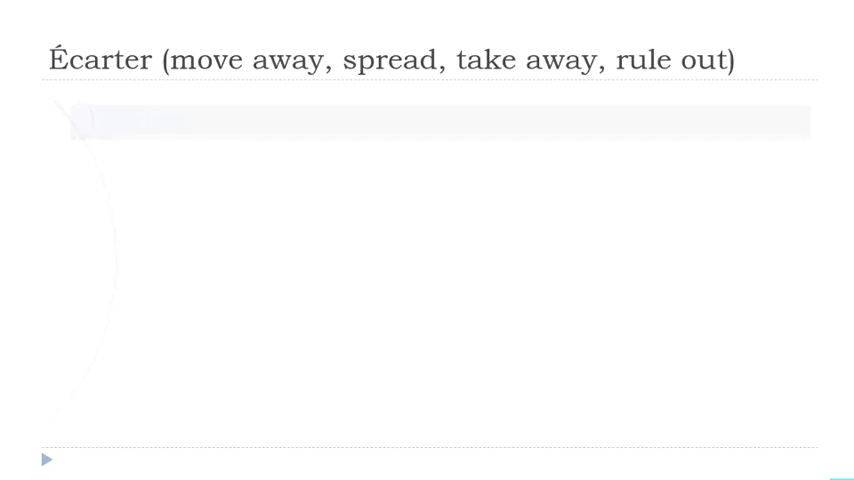 Écarter (move away, spread, take away, rule out)